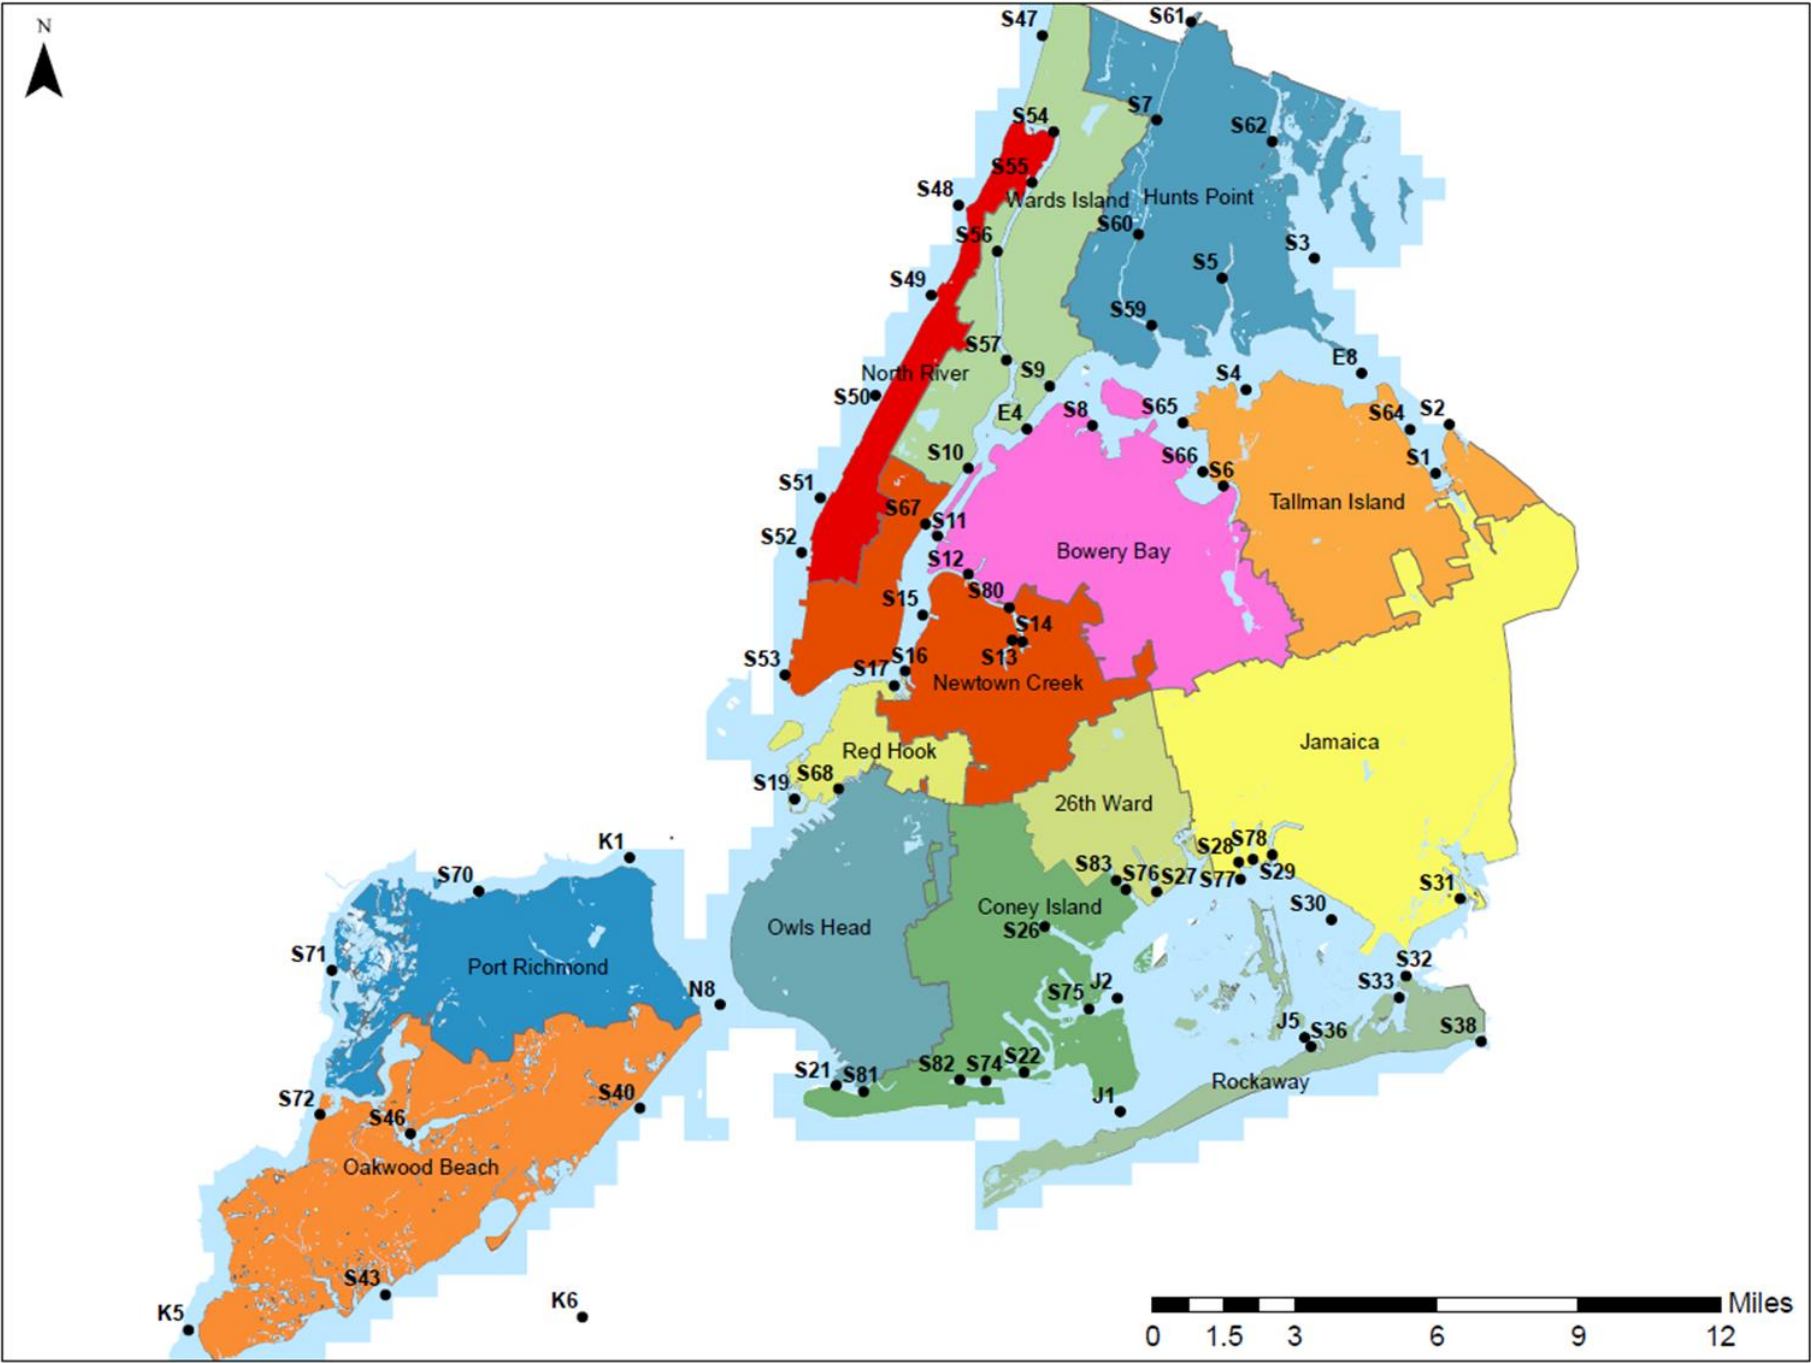 N
S47
S61
S7
S54
S62
S55
S48
Wards Island
Hunts Point
S60
S56
S3
S5
S49
S59
S57
E8
S9
North River
S4
S50
E4
S8
S65
S64
S2
S10
S66
S6
S1
S51
Tallman Island
S67
S11
S52
Bowery Bay
S12
S80
S15
S14
S53
S17
S16
S13
Newtown Creek
Red Hook
Jamaica
S19
S68
26th Ward
K1
S28
S78
S70
S83
S76
S27
S77
S29
S31
Coney Island
S30
Owls Head
S26
S71
Port Richmond
S32
N8
S75
J2
S33
J5
S36
S38
S21
S81
S82
S74
S22
Rockaway
S72
S40
J1
S46
Oakwood Beach
S43
K5
K6
Miles
0 1.5 3 6 9 12